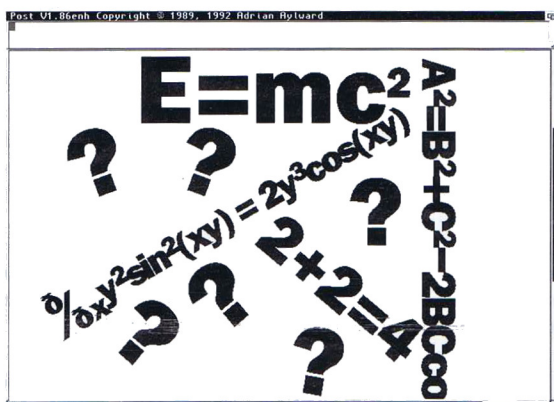 Post V1.86enh Copyright © 1989, 1992 Adrian Aylward
E=mc²
A²=B²+C²−2BCco
? ?
ð/ðxy²sin²(xy) = 2y³cos(xy)
?
2+2=4
? ?
?